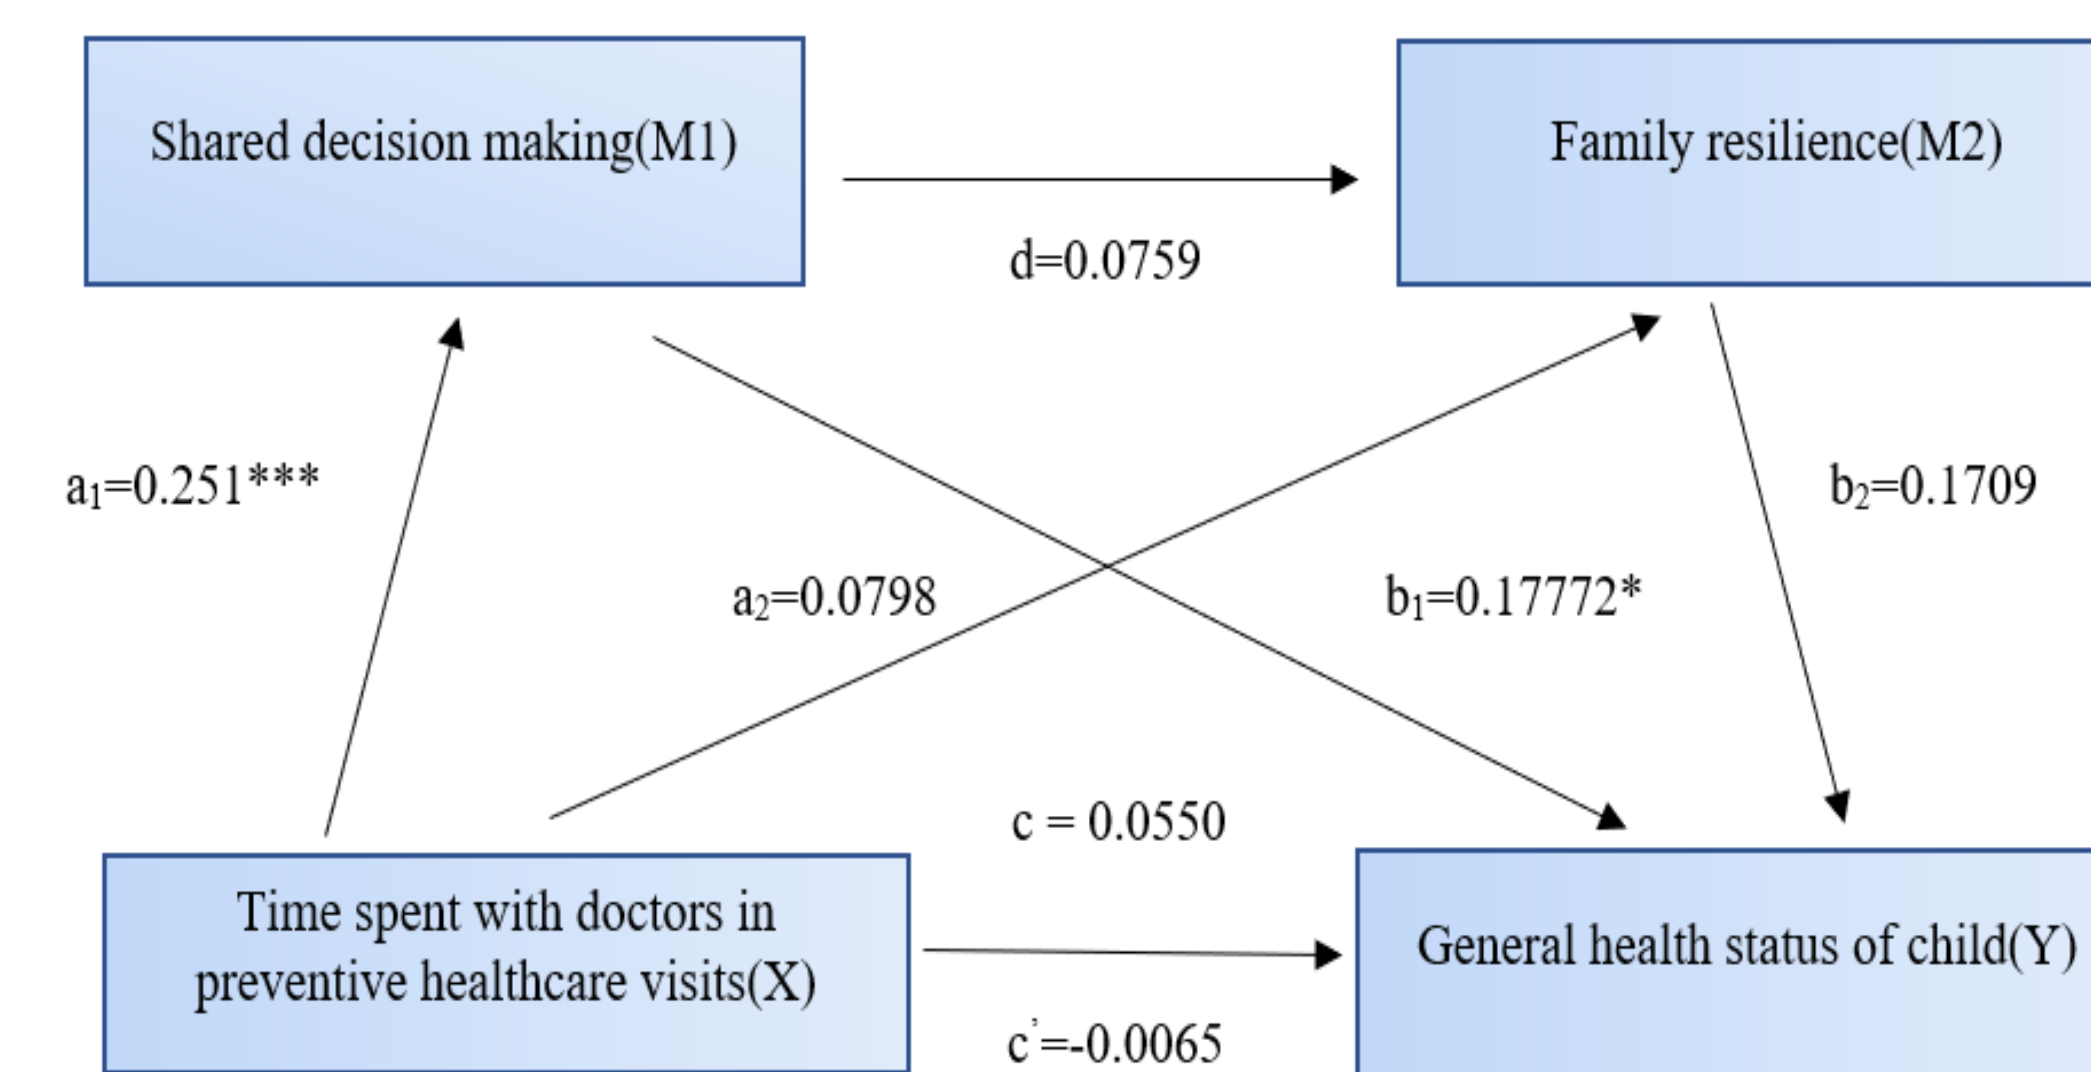 Shared decision making(M1)
Family resilience(M2)
d=0.0759
a₁=0.251***
b₂=0.1709
a₂=0.0798
b₁=0.17772*
c = 0.0550
Time spent with doctors in
preventive healthcare visits(X)
General health status of child(Y)
c’=-0.0065